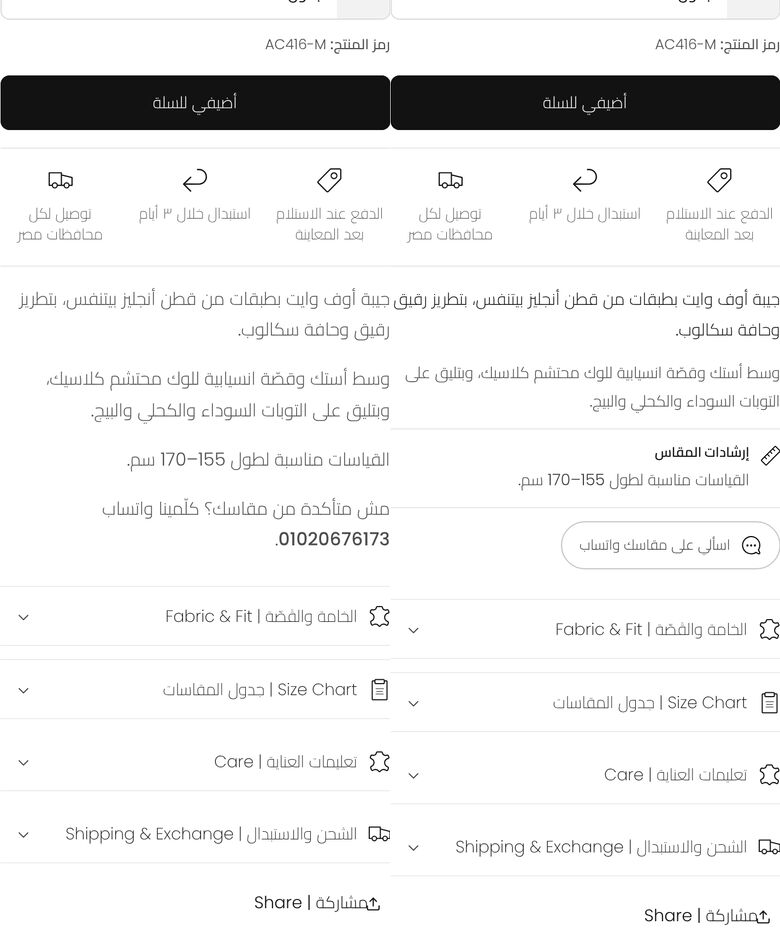 رمز المنتج: AC416-M
أضيفي للسلة
الدفع عند الاستلام
بعد المعاينة
استبدال خلال ٣ أيام
توصيل لكل
محافظات مصر
جيبة أوف وايت بطبقات من قطن أنجليز بيتنفس، بتطريز
رقيق وحافة سكالوب.
وسط أستك وقصّة انسيابية للوك محتشم كلاسيك،
وبتليق على التوبات السوداء والكحلي والبيج.
القياسات مناسبة لطول 155–170 سم.
مش متأكدة من مقاسك؟ كلّمينا واتساب
01020676173.
الخامة والقَصّة | Fabric & Fit
Size Chart | جدول المقاسات
تعليمات العناية | Care
الشحن والاستبدال | Shipping & Exchange
مشاركة | Share
رمز المنتج: AC416-M
أضيفي للسلة
الدفع عند الاستلام
بعد المعاينة
استبدال خلال ٣ أيام
توصيل لكل
محافظات مصر
جيبة أوف وايت بطبقات من قطن أنجليز بيتنفس، بتطريز رقيق
وحافة سكالوب.
وسط أستك وقصّة انسيابية للوك محتشم كلاسيك، وبتليق على
التوبات السوداء والكحلي والبيج.
إرشادات المقاس
القياسات مناسبة لطول 155–170 سم.
اسألي على مقاسك واتساب
الخامة والقَصّة | Fabric & Fit
Size Chart | جدول المقاسات
تعليمات العناية | Care
الشحن والاستبدال | Shipping & Exchange
مشاركة | Share